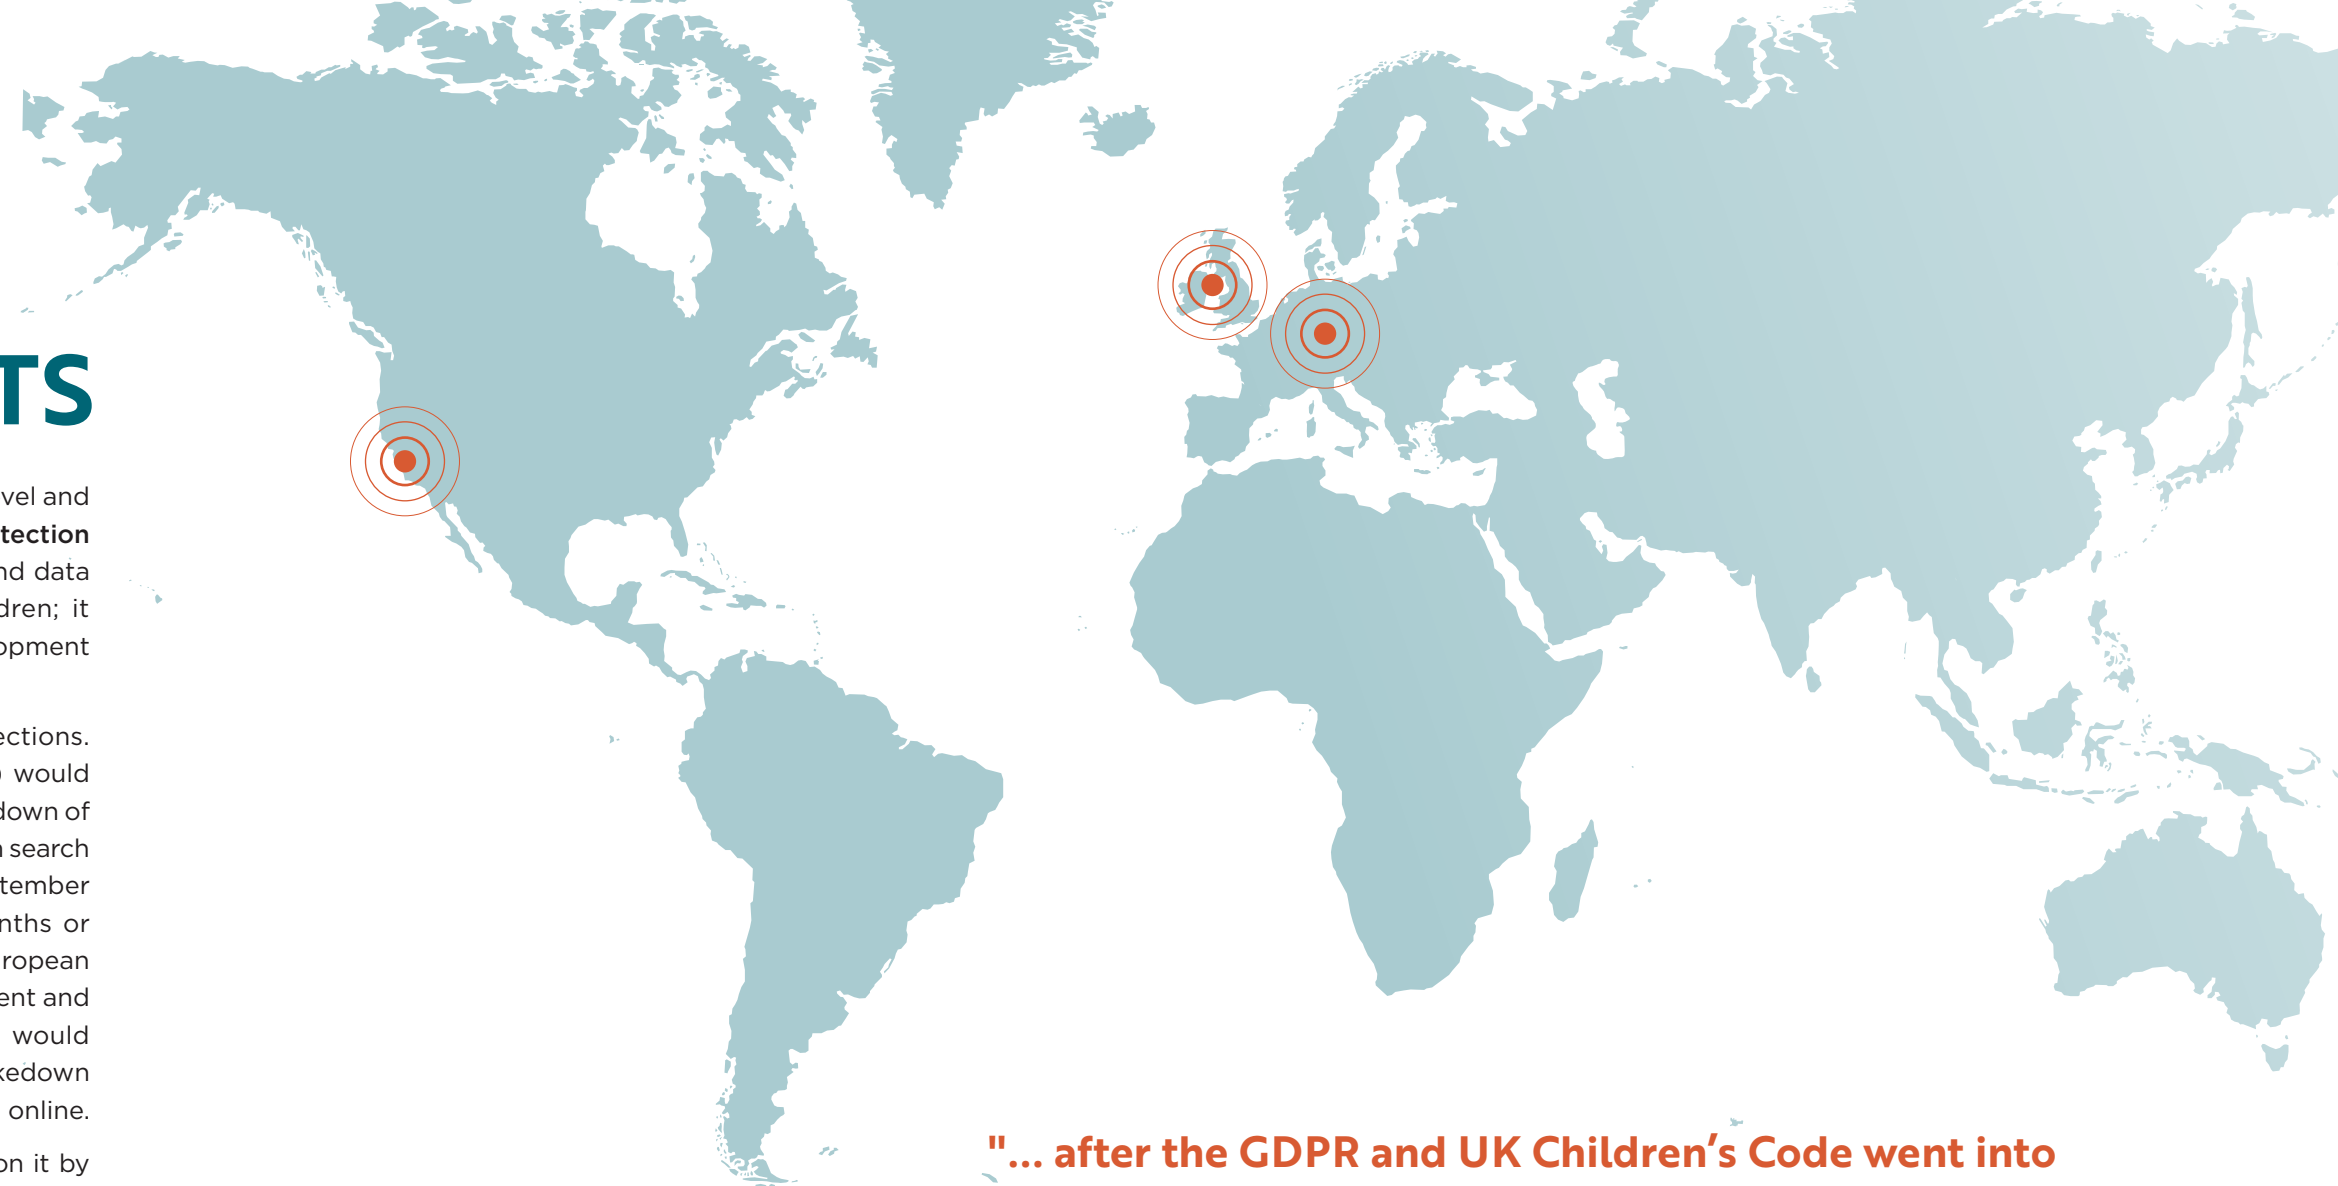 TS
vel and
tection
nd data
dren; it
opment
ections.
) would
down of
n search
tember
nths or
ropean
ent and
would
kedown
online.
on it by
"... after the GDPR and UK Children’s Code went into